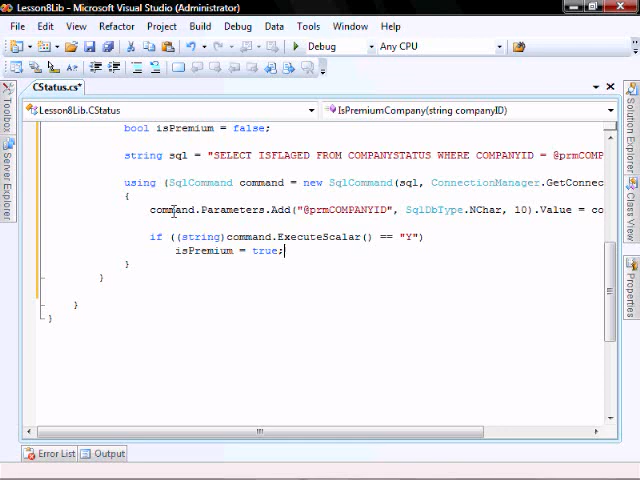 Lesson8Lib - Microsoft Visual Studio (Administrator)
File Edit View Refactor Project Build Debug Data Tools Test Window Help Company
Debug Any CPU
CStatus.cs*
Lesson8Lib.CStatus IsPremiumCompany(string companyID)
bool isPremium = false;
string sql = "SELECT ISFLAGED FROM COMPANYSTATUS WHERE COMPANYID = @prmCOMP
using (SqlCommand command = new SqlCommand(sql, ConnectionManager.GetConnec
{
command.Parameters.Add("@prmCOMPANYID", SqlDbType.NChar, 10).Value = co
if ((string)command.ExecuteScalar() == "Y")
isPremium = true;
}
}
}
}
Toolbox
Server Explorer
Solution Explorer
Class View
Properties
Error List Output